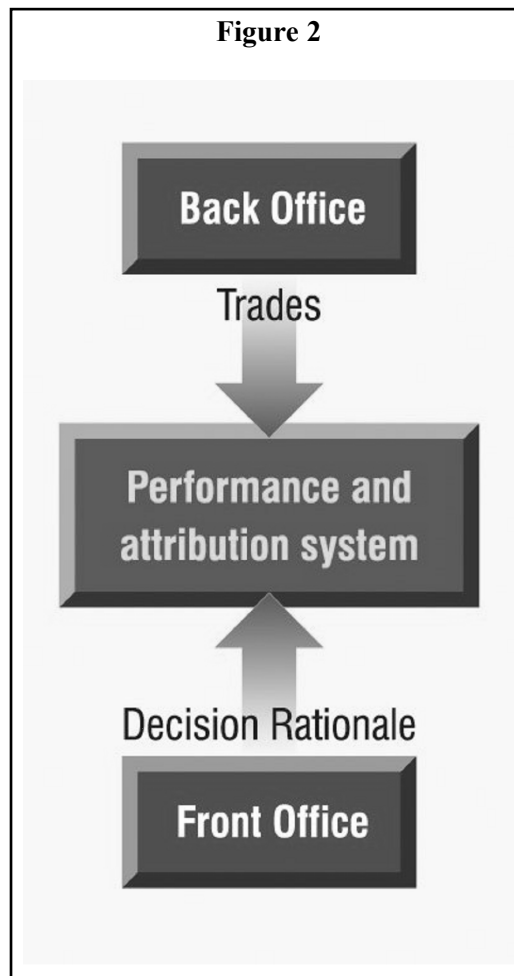 Figure 2
Back Office
Trades
Performance and
attribution system
Decision Rationale
Front Office